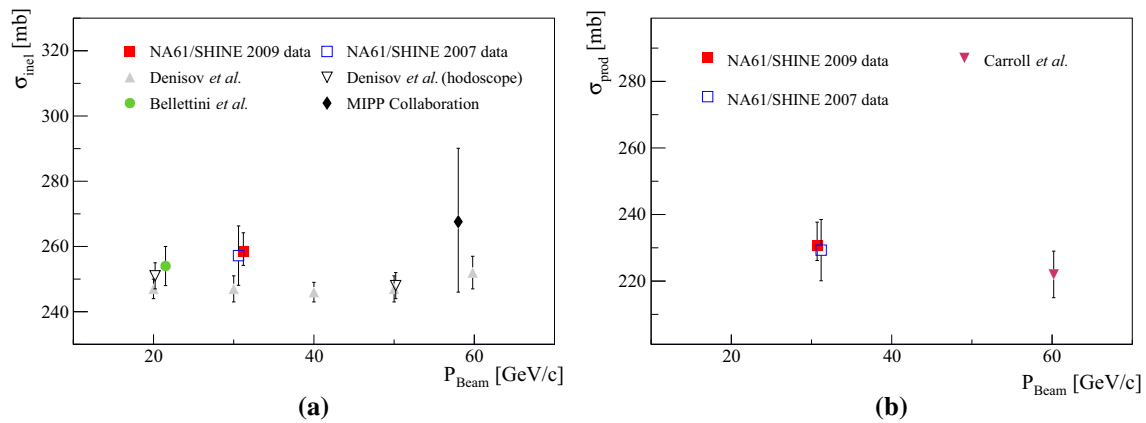 σinel [mb]
320
300
280
260
240
NA61/SHINE 2009 data
NA61/SHINE 2007 data
Denisov et al.
Denisov et al. (hodoscope)
Bellettini et al.
MIPP Collaboration
20 40 60
PBeam [GeV/c]
(a)
σprod [mb]
280
260
240
220
NA61/SHINE 2009 data
Carroll et al.
NA61/SHINE 2007 data
20 40 60
PBeam [GeV/c]
(b)